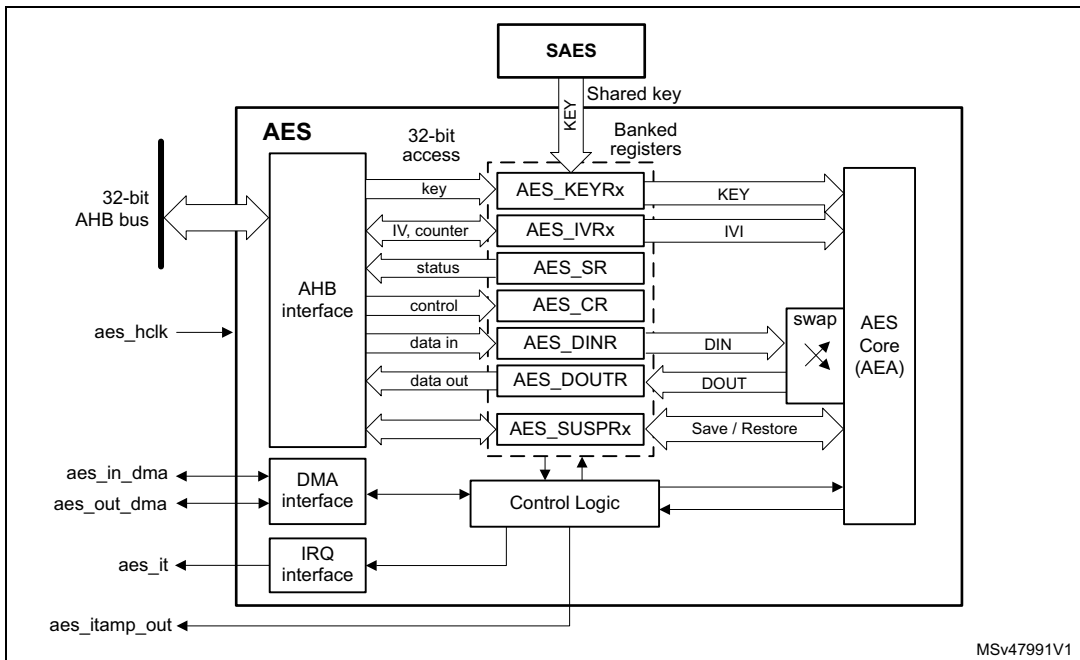 SAES
Shared key
KEY
AES
32-bit
access
Banked
registers
32-bit
AHB bus
key
AES_KEYRx
KEY
IV, counter
AES_IVRx
IVI
status
AES_SR
AHB
interface
control
AES_CR
swap
AES
Core
(AEA)
aes_hclk
data in
AES_DINR
DIN
data out
AES_DOUTR
DOUT
AES_SUSPRx
Save / Restore
aes_in_dma
aes_out_dma
DMA
interface
Control Logic
aes_it
IRQ
interface
aes_itamp_out
MSv47991V1